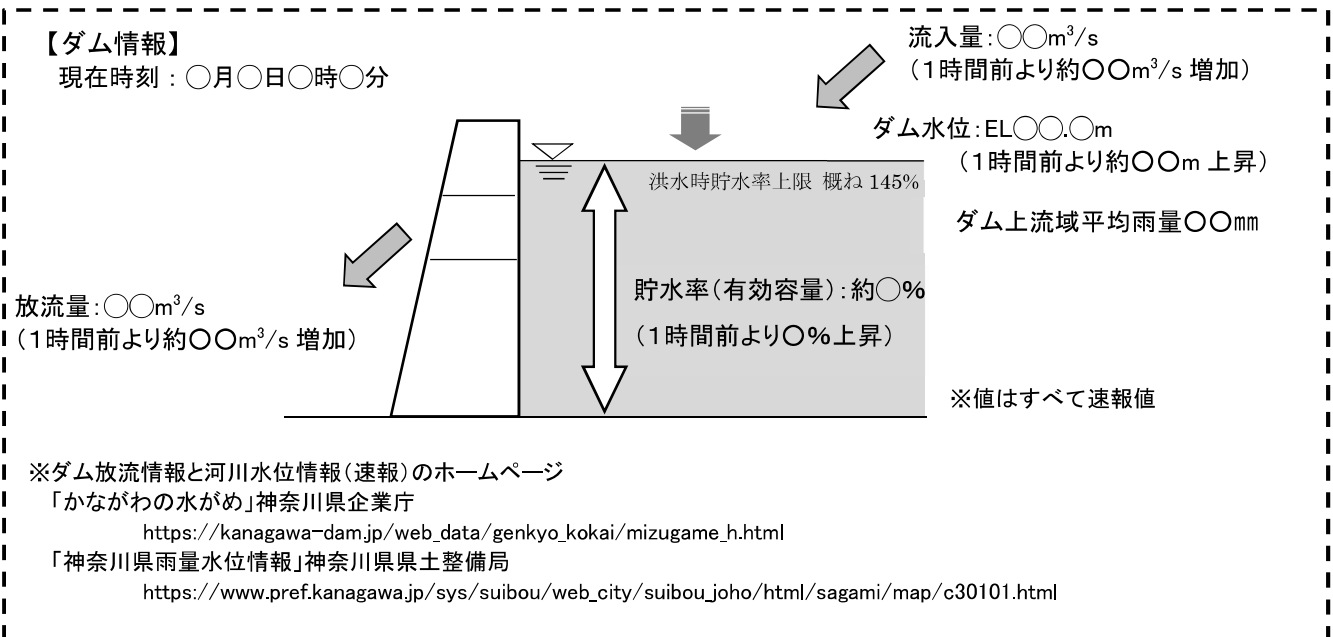 【ダム情報】
現在時刻：○月○日○時○分
流入量：○○m³/s
（１時間前より約○○m³/s 増加）
ダム水位：EL○○.○m
（１時間前より約○○m 上昇）
洪水時貯水率上限 概ね 145%
ダム上流域平均雨量○○㎜
貯水率（有効容量）：約○%
（１時間前より○%上昇）
放流量：○○m³/s
（１時間前より約○○m³/s 増加）
※値はすべて速報値
※ダム放流情報と河川水位情報（速報）のホームページ
「かながわの水がめ」神奈川県企業庁
https://kanagawa-dam.jp/web_data/genkyo_kokai/mizugame_h.html
「神奈川県雨量水位情報」神奈川県県土整備局
https://www.pref.kanagawa.jp/sys/suibou/web_city/suibou_joho/html/sagami/map/c30101.html